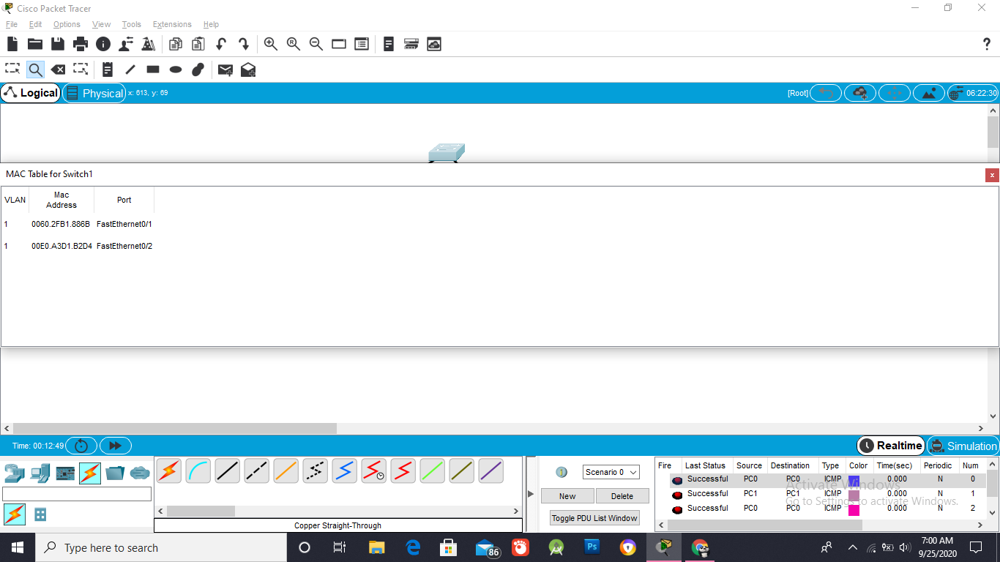 Cisco Packet Tracer
File Edit Options View Tools Extensions Help
Logical Physical x: 613, y: 69 [Root] 06:22:30
MAC Table for Switch1
VLAN Mac Address Port
1 0060.2FB1.886B FastEthernet0/1
1 00E0.A3D1.B2D4 FastEthernet0/2
Time: 00:12:49 Realtime Simulation
Scenario 0
New Delete
Toggle PDU List Window
Copper Straight-Through
Fire Last Status Source Destination Type Color Time(sec) Periodic Num
Successful PC0 PC0 ICMP 0.000 N 0
Successful PC1 PC1 ICMP 0.000 N 1
Successful PC0 PC0 ICMP 0.000 N 2
Activate Windows
Go to Settings to activate Windows.
Type here to search
86
Ps
7:00 AM
9/25/2020